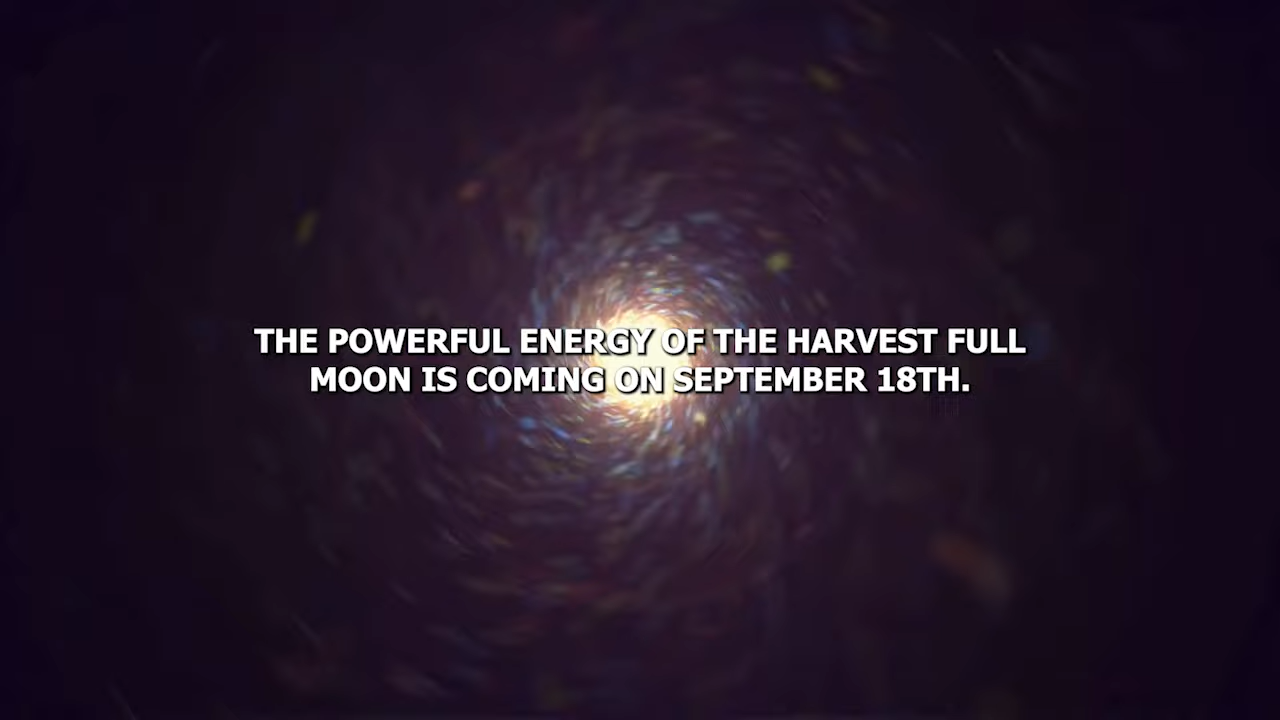 THE POWERFUL ENERGY OF THE HARVEST FULL
MOON IS COMING ON SEPTEMBER 18TH.